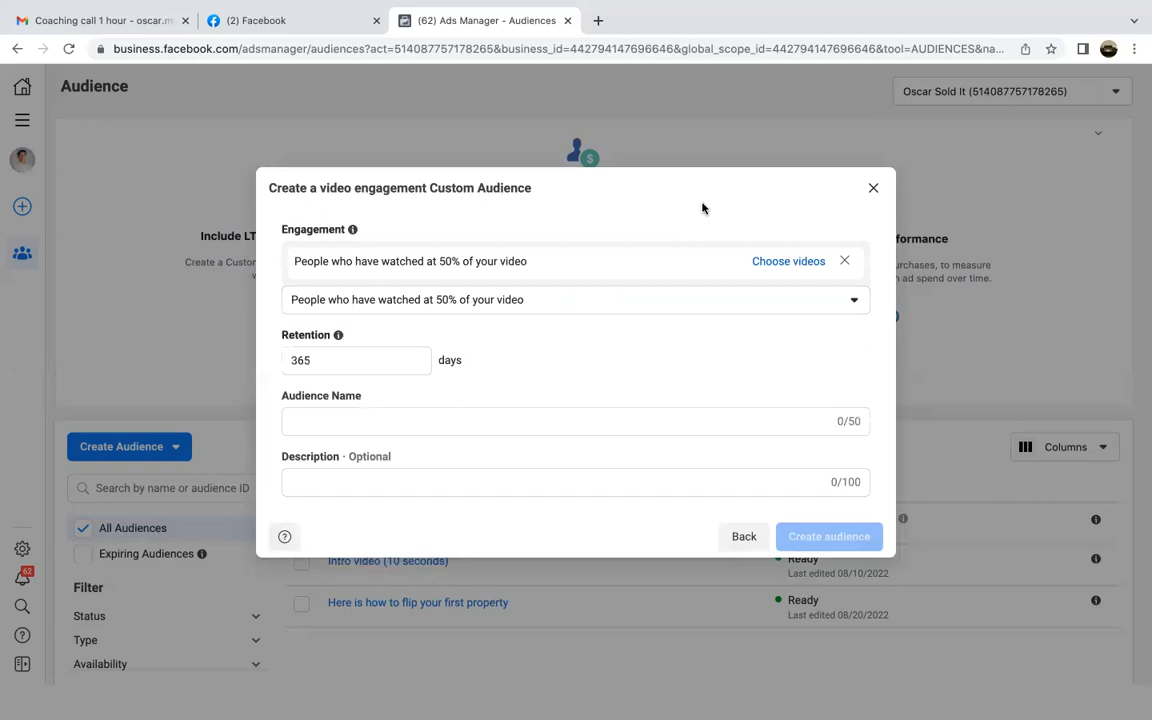 Coaching call 1 hour - oscar.m
(2) Facebook
(62) Ads Manager - Audiences
business.facebook.com/adsmanager/audiences?act=514087757178265&business_id=442794147696646&global_scope_id=442794147696646&tool=AUDIENCES&na...
Audience
Oscar Sold It (514087757178265)
$
Create a video engagement Custom Audience
Include LT
Create a Custor
formance
urchases, to measure
n ad spend over time.
Engagement
People who have watched at 50% of your video
Choose videos
People who have watched at 50% of your video
Retention
365
days
Audience Name
0/50
Description · Optional
0/100
Back
Create audience
Create Audience
Columns
Search by name or audience ID
All Audiences
Expiring Audiences
Filter
Status
Type
Availability
62
Intro video (10 seconds)
Ready
Last edited 08/10/2022
Here is how to flip your first property
Ready
Last edited 08/20/2022